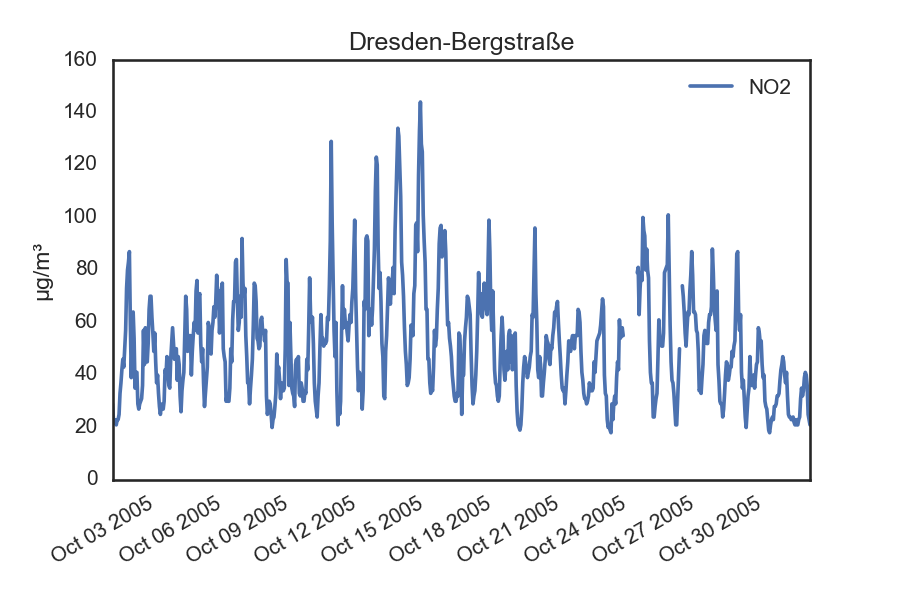 Dresden-Bergstraße
NO2
µg/m³
160
140
120
100
80
60
40
20
0
Oct 03 2005
Oct 06 2005
Oct 09 2005
Oct 12 2005
Oct 15 2005
Oct 18 2005
Oct 21 2005
Oct 24 2005
Oct 27 2005
Oct 30 2005